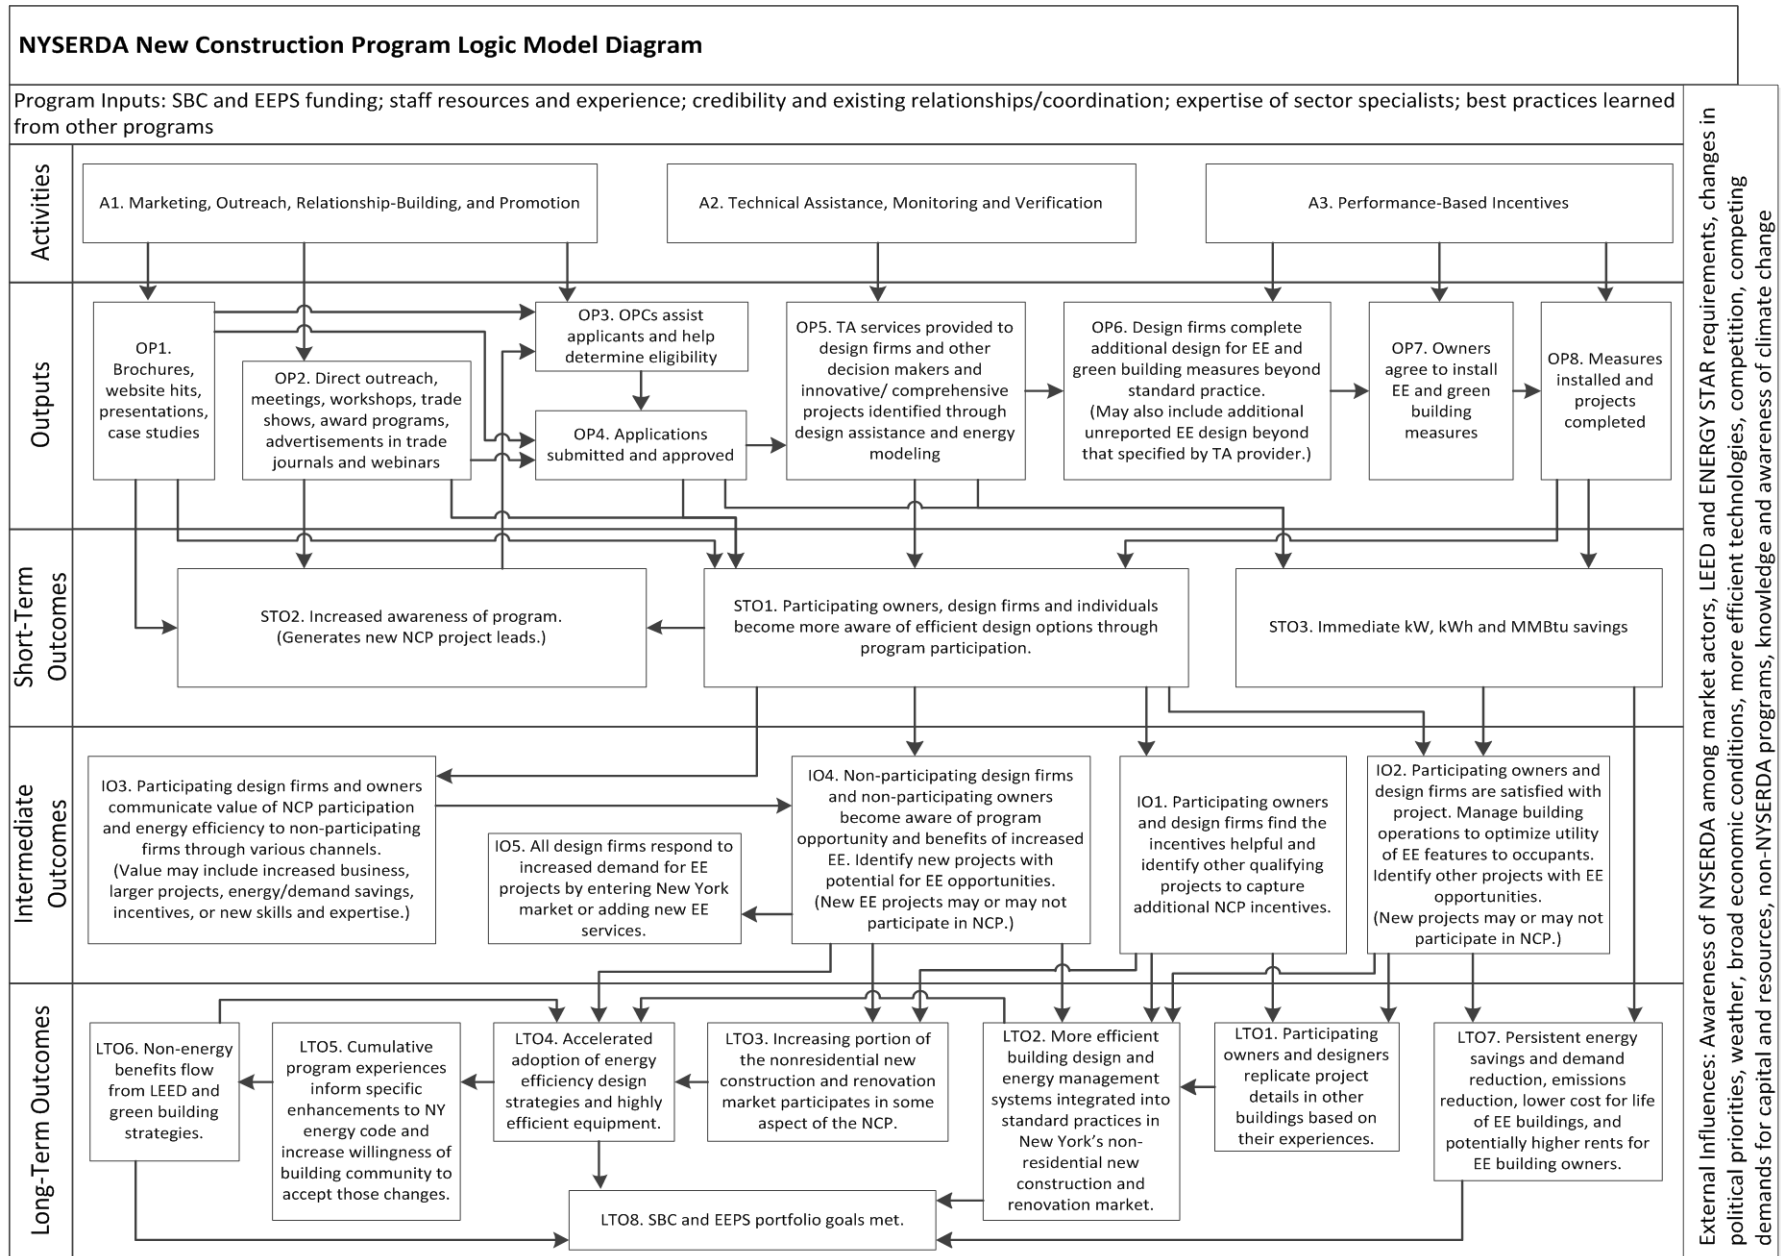 NYSERDA New Construction Program Logic Model Diagram
Program Inputs: SBC and EEPS funding; staff resources and experience; credibility and existing relationships/coordination; expertise of sector specialists; best practices learned
from other programs
Activities
A1. Marketing, Outreach, Relationship-Building, and Promotion
A2. Technical Assistance, Monitoring and Verification
A3. Performance-Based Incentives
Outputs
OP1.
Brochures,
website hits,
presentations,
case studies
OP2. Direct outreach,
meetings, workshops, trade
shows, award programs,
advertisements in trade
journals and webinars
OP3. OPCs assist
applicants and help
determine eligibility
OP4. Applications
submitted and approved
OP5. TA services provided to
design firms and other
decision makers and
innovative/ comprehensive
projects identified through
design assistance and energy
modeling
OP6. Design firms complete
additional design for EE and
green building measures beyond
standard practice.
(May also include additional
unreported EE design beyond
that specified by TA provider.)
OP7. Owners
agree to install
EE and green
building
measures
OP8. Measures
installed and
projects
completed
Short-Term
Outcomes
STO2. Increased awareness of program.
(Generates new NCP project leads.)
STO1. Participating owners, design firms and individuals
become more aware of efficient design options through
program participation.
STO3. Immediate kW, kWh and MMBtu savings
Intermediate
Outcomes
IO3. Participating design firms and owners
communicate value of NCP participation
and energy efficiency to non-participating
firms through various channels.
(Value may include increased business,
larger projects, energy/demand savings,
incentives, or new skills and expertise.)
IO5. All design firms respond to
increased demand for EE
projects by entering New York
market or adding new EE
services.
IO4. Non-participating design firms
and non-participating owners
become aware of program
opportunity and benefits of increased
EE. Identify new projects with
potential for EE opportunities.
(New EE projects may or may not
participate in NCP.)
IO1. Participating owners
and design firms find the
incentives helpful and
identify other qualifying
projects to capture
additional NCP incentives.
IO2. Participating owners and
design firms are satisfied with
project. Manage building
operations to optimize utility
of EE features to occupants.
Identify other projects with EE
opportunities.
(New projects may or may not
participate in NCP.)
Long-Term Outcomes
LTO6. Non-energy
benefits flow
from LEED and
green building
strategies.
LTO5. Cumulative
program experiences
inform specific
enhancements to NY
energy code and
increase willingness of
building community to
accept those changes.
LTO4. Accelerated
adoption of energy
efficiency design
strategies and highly
efficient equipment.
LTO3. Increasing portion of
the nonresidential new
construction and renovation
market participates in some
aspect of the NCP.
LTO2. More efficient
building design and
energy management
systems integrated into
standard practices in
New York's non-
residential new
construction and
renovation market.
LTO1. Participating
owners and designers
replicate project
details in other
buildings based on
their experiences.
LTO7. Persistent energy
savings and demand
reduction, emissions
reduction, lower cost for life
of EE buildings, and
potentially higher rents for
EE building owners.
LTO8. SBC and EEPS portfolio goals met.
External Influences: Awareness of NYSERDA among market actors, LEED and ENERGY STAR requirements, changes in
political priorities, weather, broad economic conditions, more efficient technologies, competition, competing
demands for capital and resources, non-NYSERDA programs, knowledge and awareness of climate change